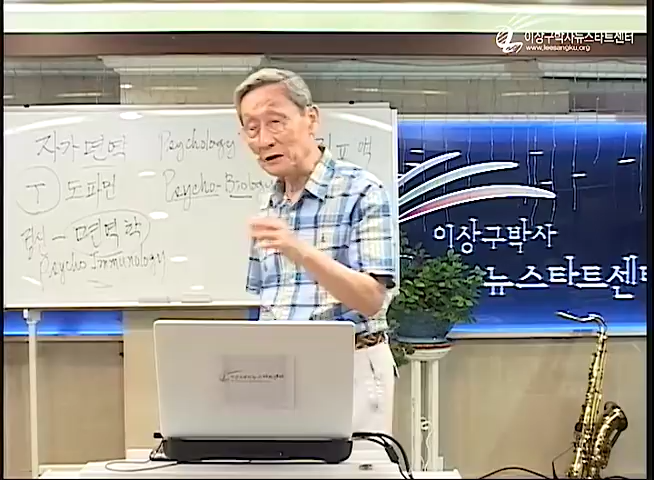 이상구박사뉴스타트센터
www.leesangku.org
자가면역 Psychology
T 도파민 Psycho-Biology
정신-면역학
Psycho Immunology
이상구박사
뉴스타트센